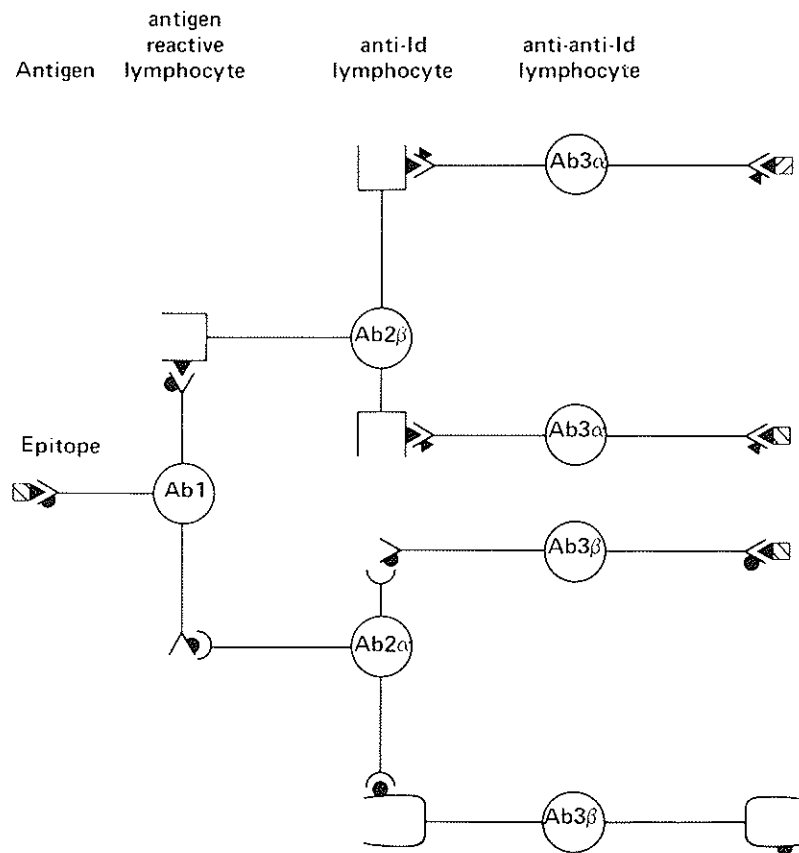 Antigen
antigen
reactive
lymphocyte
anti-Id
lymphocyte
anti-anti-Id
lymphocyte
Ab3α
Ab2β
Ab3α
Epitope
Ab1
Ab3β
Ab2α
Ab3β